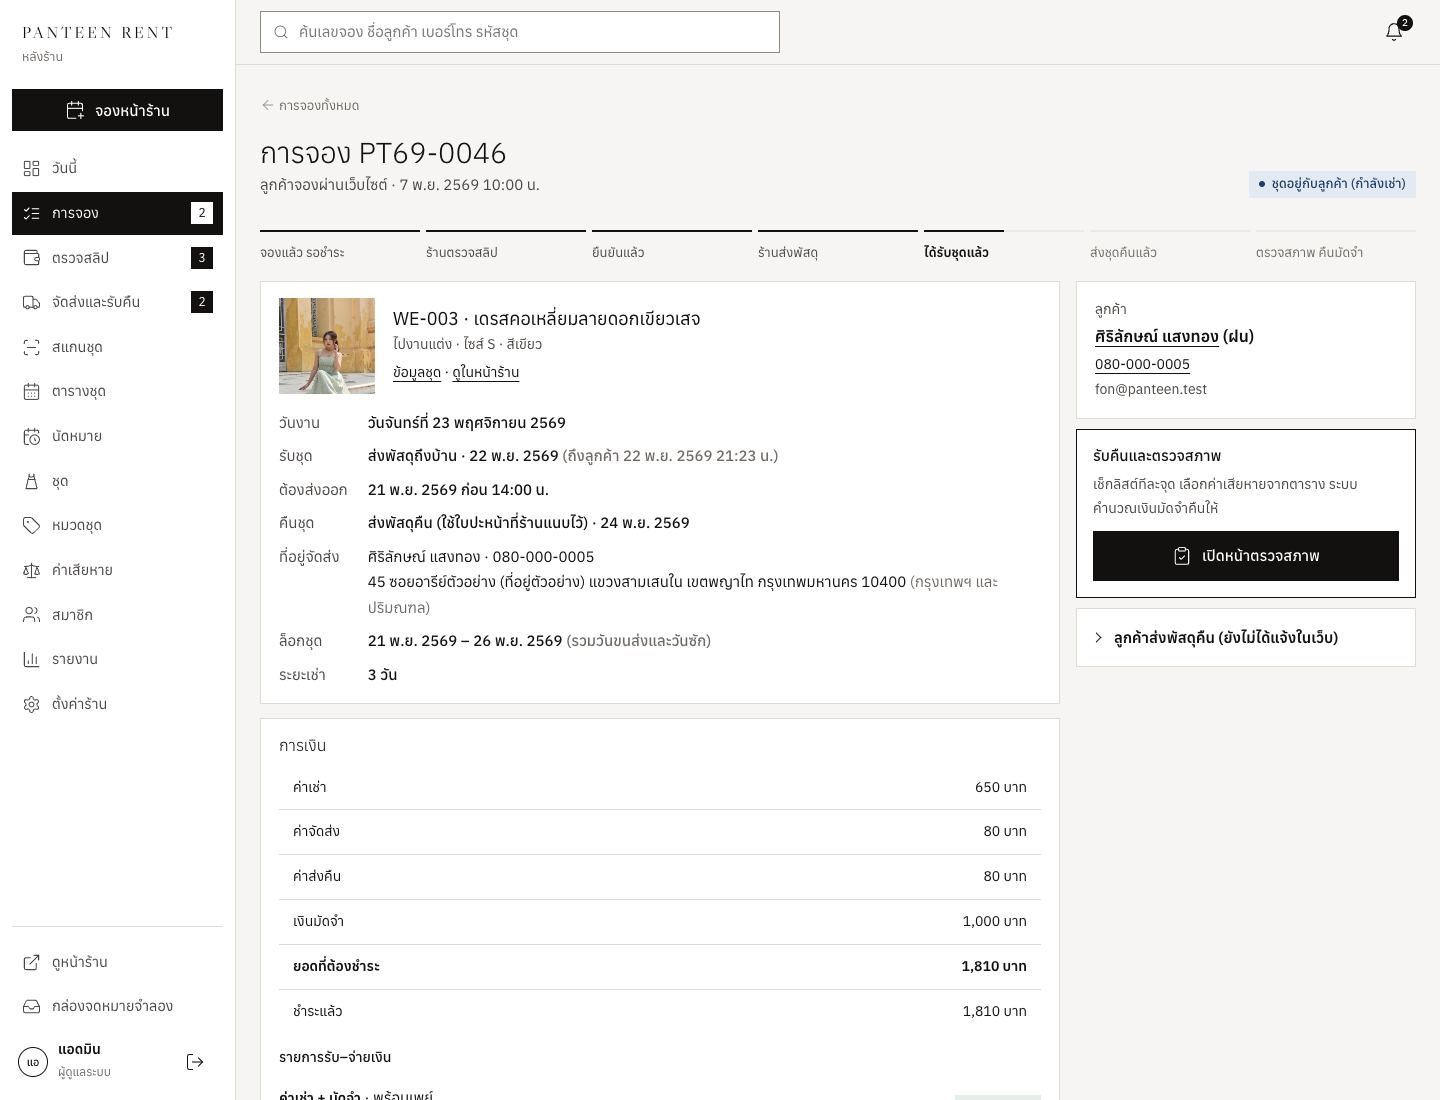 PANTEEN RENT
หลังร้าน
จองหน้าร้าน
วันนี้
การจอง 2
ตรวจสลิป 3
จัดส่งและรับคืน 2
สแกนชุด
ตารางชุด
นัดหมาย
ชุด
หมวดชุด
ค่าเสียหาย
สมาชิก
รายงาน
ตั้งค่าร้าน
ดูหน้าร้าน
กล่องจดหมายจำลอง
แอ
แอดมิน
ผู้ดูแลระบบ
ค้นเลขจอง ชื่อลูกค้า เบอร์โทร รหัสชุด
2
การจองทั้งหมด
การจอง PT69-0046
ลูกค้าจองผ่านเว็บไซต์ · 7 พ.ย. 2569 10:00 น.
ชุดอยู่กับลูกค้า (กำลังเช่า)
จองแล้ว รอชำระ
ร้านตรวจสลิป
ยืนยันแล้ว
ร้านส่งพัสดุ
ได้รับชุดแล้ว
ส่งชุดคืนแล้ว
ตรวจสภาพ คืนมัดจำ
WE-003 · เดรสคอเหลี่ยมลายดอกเขียวเสจ
ไปงานแต่ง · ไซส์ S · สีเขียว
ข้อมูลชุด · ดูในหน้าร้าน
วันงาน วันจันทร์ที่ 23 พฤศจิกายน 2569
รับชุด ส่งพัสดุถึงบ้าน · 22 พ.ย. 2569 (ถึงลูกค้า 22 พ.ย. 2569 21:23 น.)
ต้องส่งออก 21 พ.ย. 2569 ก่อน 14:00 น.
คืนชุด ส่งพัสดุคืน (ใช้ใบปะหน้าที่ร้านแนบไว้) · 24 พ.ย. 2569
ที่อยู่จัดส่ง ศิริลักษณ์ แสงทอง · 080-000-0005
45 ซอยอารีย์ตัวอย่าง (ที่อยู่ตัวอย่าง) แขวงสามเสนใน เขตพญาไท กรุงเทพมหานคร 10400 (กรุงเทพฯ และ
ปริมณฑล)
ล็อกชุด 21 พ.ย. 2569 – 26 พ.ย. 2569 (รวมวันขนส่งและวันซัก)
ระยะเช่า 3 วัน
การเงิน
ค่าเช่า 650 บาท
ค่าจัดส่ง 80 บาท
ค่าส่งคืน 80 บาท
เงินมัดจำ 1,000 บาท
ยอดที่ต้องชำระ 1,810 บาท
ชำระแล้ว 1,810 บาท
รายการรับ–จ่ายเงิน
ค่าเช่า + มัดจำ · พร้อมเพย์
ลูกค้า
ศิริลักษณ์ แสงทอง (ฝน)
080-000-0005
fon@panteen.test
รับคืนและตรวจสภาพ
เช็กลิสต์ทีละจุด เลือกค่าเสียหายจากตาราง ระบบ
คำนวณเงินมัดจำคืนให้
เปิดหน้าตรวจสภาพ
ลูกค้าส่งพัสดุคืน (ยังไม่ได้แจ้งในเว็บ)